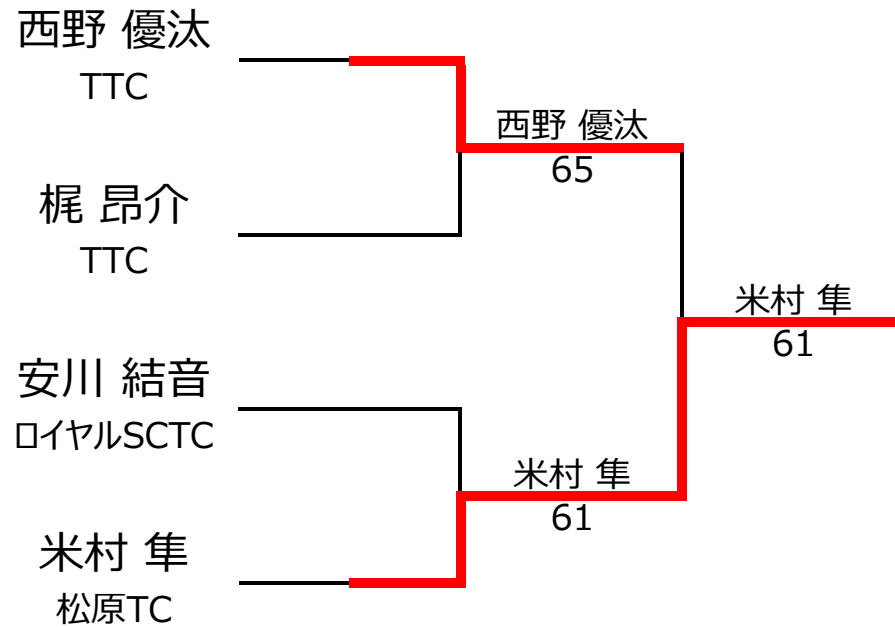 西野 優汰
TTC
西野 優汰
65
梶 昂介
TTC
米村 隼
61
安川 結音
ロイヤルSCTC
米村 隼
61
米村 隼
松原TC